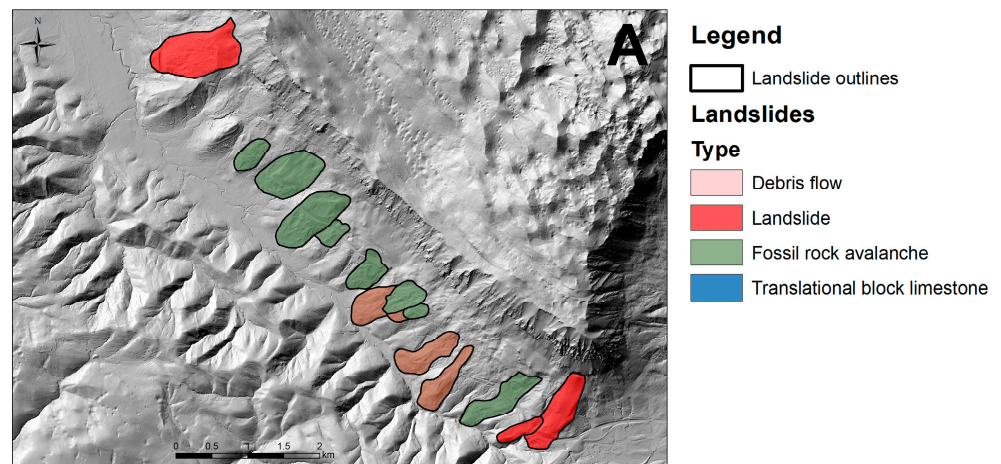 N
A
0 0.5 1 1.5 2
km
Legend
Landslide outlines
Landslides
Type
Debris flow
Landslide
Fossil rock avalanche
Translational block limestone